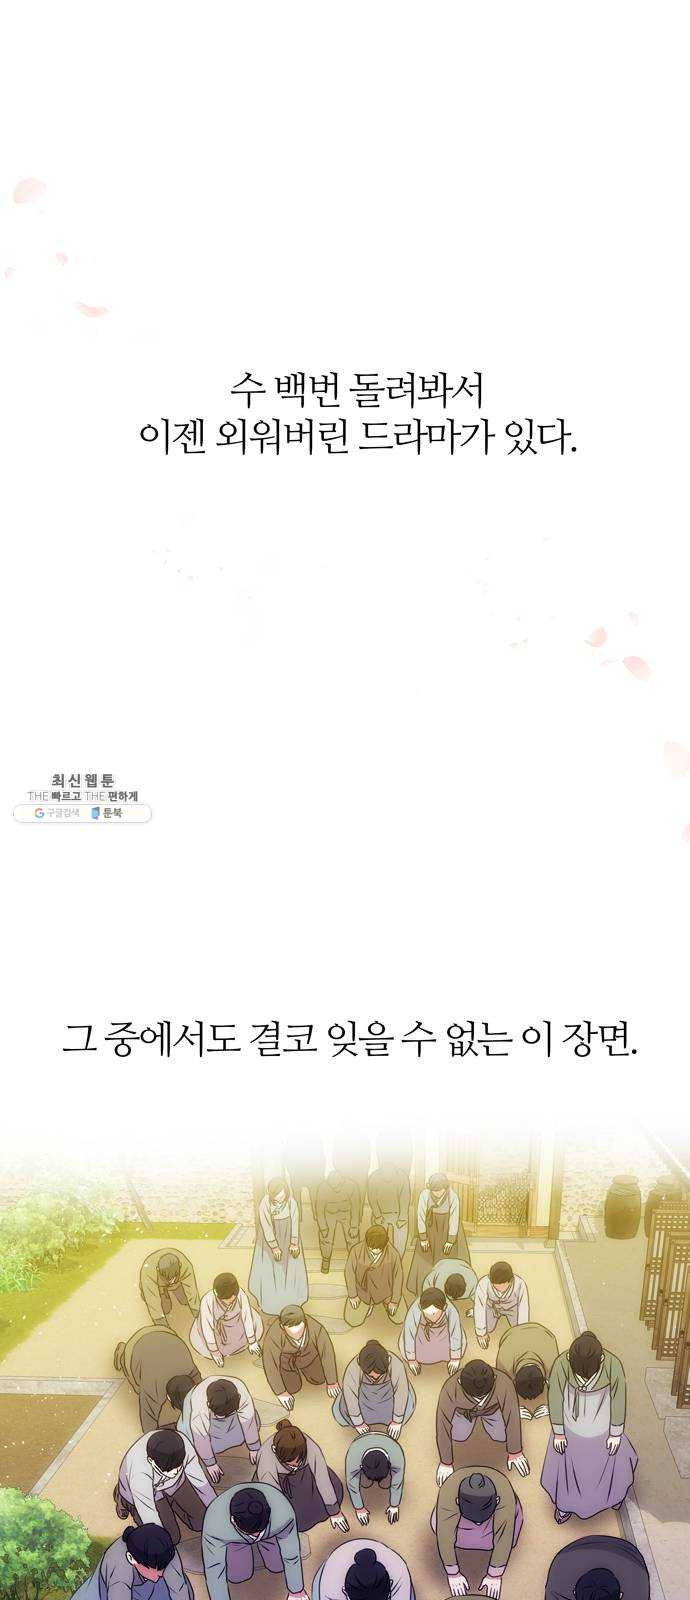 수 백번 돌려봐서
이젠 외워버린 드라마가 있다.
최신웹툰
THE 빠르고 THE 편하게
구글검색 툰북
그 중에서도 결코 잊을 수 없는 이 장면.